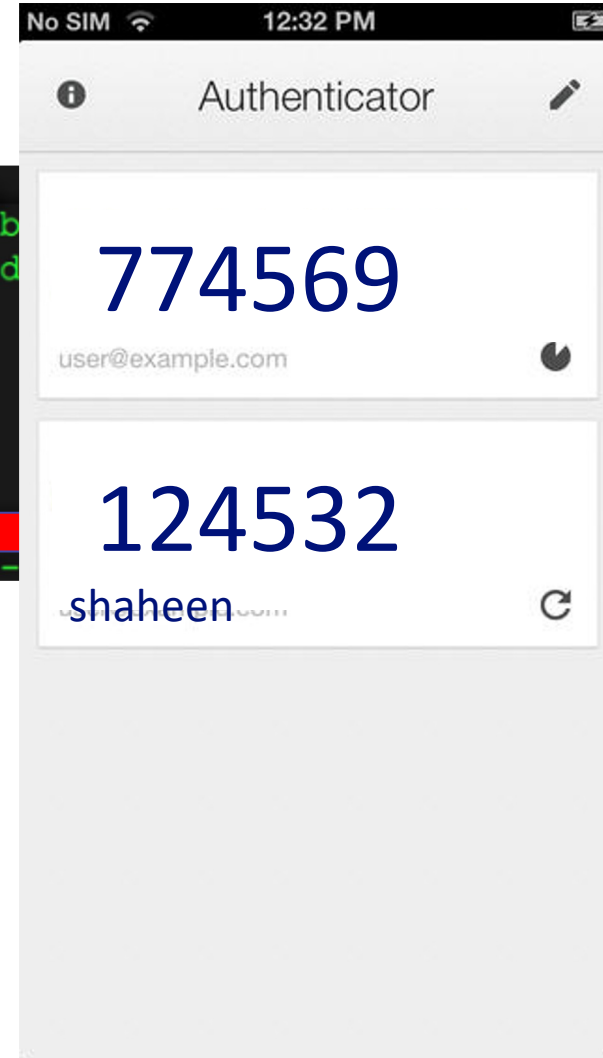 No SIM 12:32 PM
Authenticator
b
d
774569
user@example.com
124532
shaheen